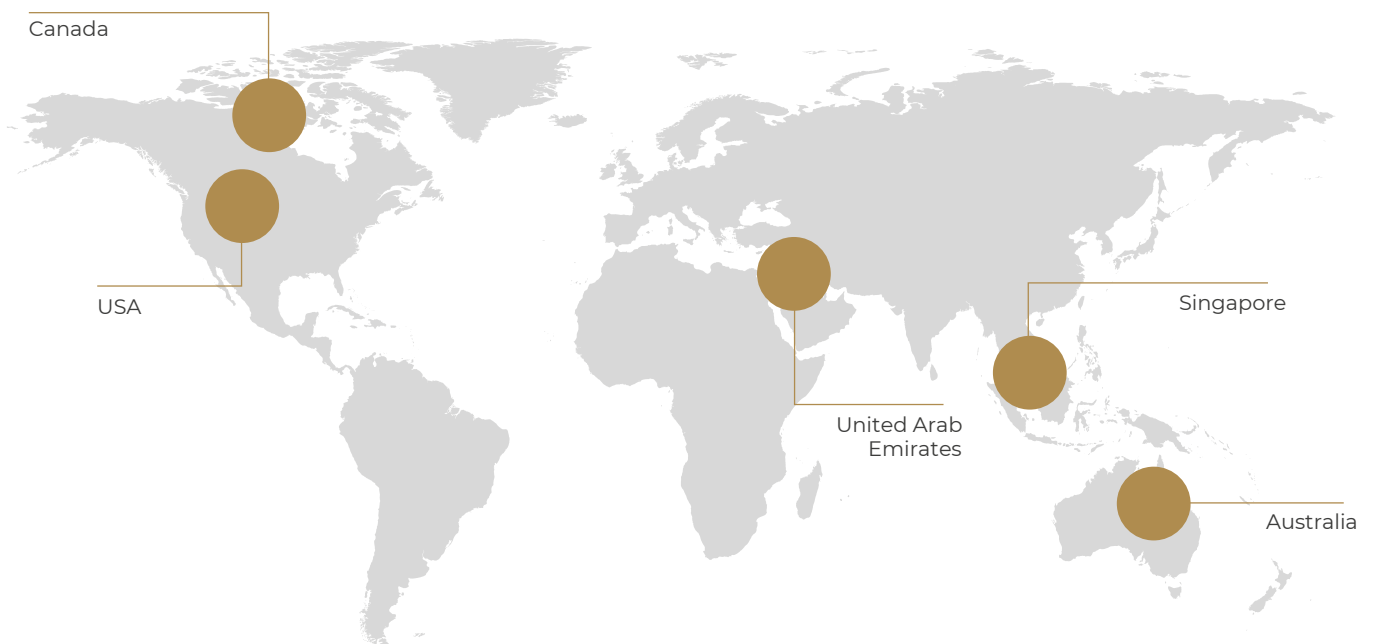 Canada
USA
Singapore
United Arab
Emirates
Australia